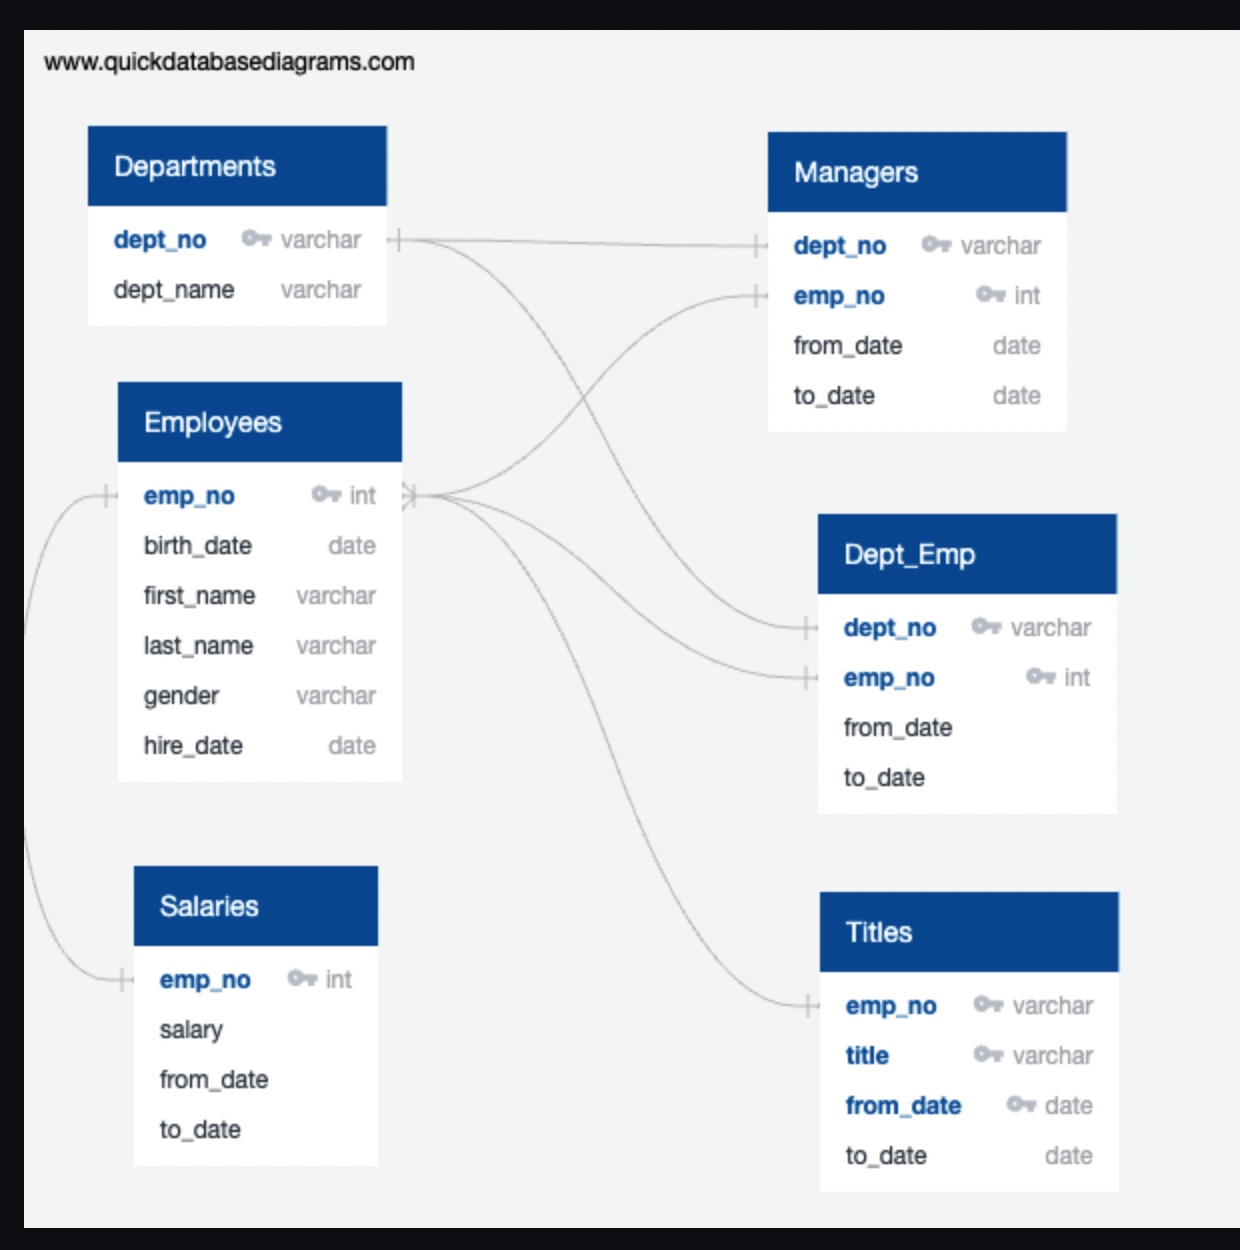 www.quickdatabasediagrams.com
Departments
dept_no varchar
dept_name varchar
Employees
emp_no int
birth_date date
first_name varchar
last_name varchar
gender varchar
hire_date date
Salaries
emp_no int
salary
from_date
to_date
Managers
dept_no varchar
emp_no int
from_date date
to_date date
Dept_Emp
dept_no varchar
emp_no int
from_date
to_date
Titles
emp_no varchar
title varchar
from_date date
to_date date